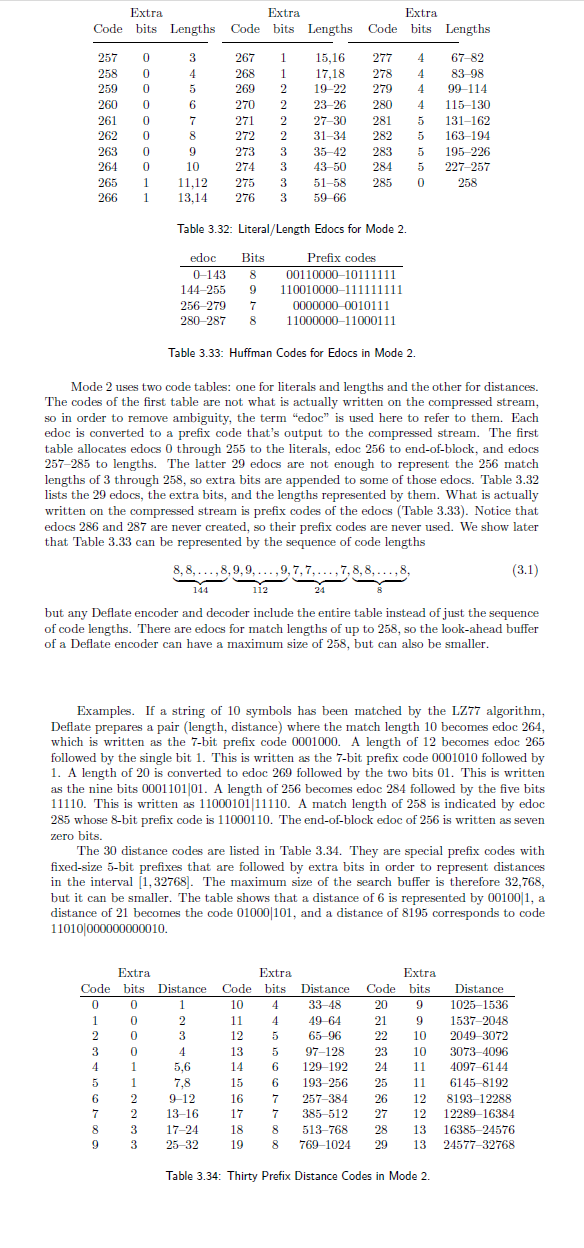 Extra Extra Extra
Code bits Lengths Code bits Lengths Code bits Lengths
257 0 3 267 1 15,16 277 4 67–82
258 0 4 268 1 17,18 278 4 83–98
259 0 5 269 2 19–22 279 4 99–114
260 0 6 270 2 23–26 280 4 115–130
261 0 7 271 2 27–30 281 5 131–162
262 0 8 272 2 31–34 282 5 163–194
263 0 9 273 3 35–42 283 5 195–226
264 0 10 274 3 43–50 284 5 227–257
265 1 11,12 275 3 51–58 285 0 258
266 1 13,14 276 3 59–66
Table 3.32: Literal/Length Edocs for Mode 2.
edoc Bits Prefix codes
0–143 8 00110000–10111111
144–255 9 110010000–111111111
256–279 7 0000000–0010111
280–287 8 11000000–11000111
Table 3.33: Huffman Codes for Edocs in Mode 2.
Mode 2 uses two code tables: one for literals and lengths and the other for distances.
The codes of the first table are not what is actually written on the compressed stream,
so in order to remove ambiguity, the term “edoc” is used here to refer to them. Each
edoc is converted to a prefix code that’s output to the compressed stream. The first
table allocates edocs 0 through 255 to the literals, edoc 256 to end-of-block, and edocs
257–285 to lengths. The latter 29 edocs are not enough to represent the 256 match
lengths of 3 through 258, so extra bits are appended to some of those edocs. Table 3.32
lists the 29 edocs, the extra bits, and the lengths represented by them. What is actually
written on the compressed stream is prefix codes of the edocs (Table 3.33). Notice that
edocs 286 and 287 are never created, so their prefix codes are never used. We show later
that Table 3.33 can be represented by the sequence of code lengths
8, 8, . . . , 8, 9, 9, . . . , 9, 7, 7, . . . , 7, 8, 8, . . . , 8, (3.1)
144 112 24 8
but any Deflate encoder and decoder include the entire table instead of just the sequence
of code lengths. There are edocs for match lengths of up to 258, so the look-ahead buffer
of a Deflate encoder can have a maximum size of 258, but can also be smaller.
Examples. If a string of 10 symbols has been matched by the LZ77 algorithm,
Deflate prepares a pair (length, distance) where the match length 10 becomes edoc 264,
which is written as the 7-bit prefix code 0001000. A length of 12 becomes edoc 265
followed by the single bit 1. This is written as the 7-bit prefix code 0001010 followed by
1. A length of 20 is converted to edoc 269 followed by the two bits 01. This is written
as the nine bits 0001101|01. A length of 256 becomes edoc 284 followed by the five bits
11110. This is written as 11000101|11110. A match length of 258 is indicated by edoc
285 whose 8-bit prefix code is 11000110. The end-of-block edoc of 256 is written as seven
zero bits.
The 30 distance codes are listed in Table 3.34. They are special prefix codes with
fixed-size 5-bit prefixes that are followed by extra bits in order to represent distances
in the interval [1, 32768]. The maximum size of the search buffer is therefore 32,768,
but it can be smaller. The table shows that a distance of 6 is represented by 00100|1, a
distance of 21 becomes the code 01000|101, and a distance of 8195 corresponds to code
11010|000000000010.
Extra Extra Extra
Code bits Distance Code bits Distance Code bits Distance
0 0 1 10 4 33–48 20 9 1025–1536
1 0 2 11 4 49–64 21 9 1537–2048
2 0 3 12 5 65–96 22 10 2049–3072
3 0 4 13 5 97–128 23 10 3073–4096
4 1 5,6 14 6 129–192 24 11 4097–6144
5 1 7,8 15 6 193–256 25 11 6145–8192
6 2 9–12 16 7 257–384 26 12 8193–12288
7 2 13–16 17 7 385–512 27 12 12289–16384
8 3 17–24 18 8 513–768 28 13 16385–24576
9 3 25–32 19 8 769–1024 29 13 24577–32768
Table 3.34: Thirty Prefix Distance Codes in Mode 2.